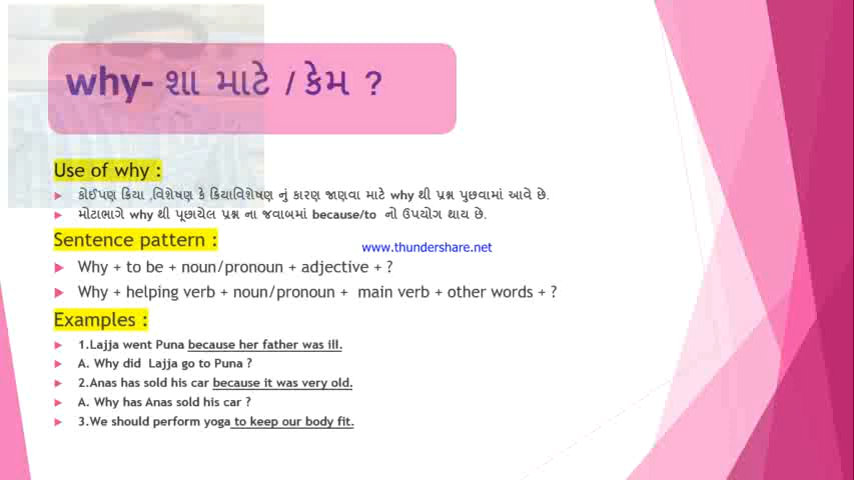 why- શા માટે / કેમ ?
Use of why :
કોઈપણ ક્રિયા ,વિશેષણ કે ક્રિયાવિશેષણ નું કારણ જાણવા માટે why થી પ્રશ્ન પુછવામાં આવે છે.
મોટાભાગે why થી પૂછાયેલ પ્રશ્ન ના જવાબમાં because/to નો ઉપયોગ થાય છે.
Sentence pattern :
www.thundershare.net
Why + to be + noun/pronoun + adjective + ?
Why + helping verb + noun/pronoun + main verb + other words + ?
Examples :
1.Lajja went Puna because her father was ill.
A. Why did Lajja go to Puna ?
2.Anas has sold his car because it was very old.
A. Why has Anas sold his car ?
3.We should perform yoga to keep our body fit.